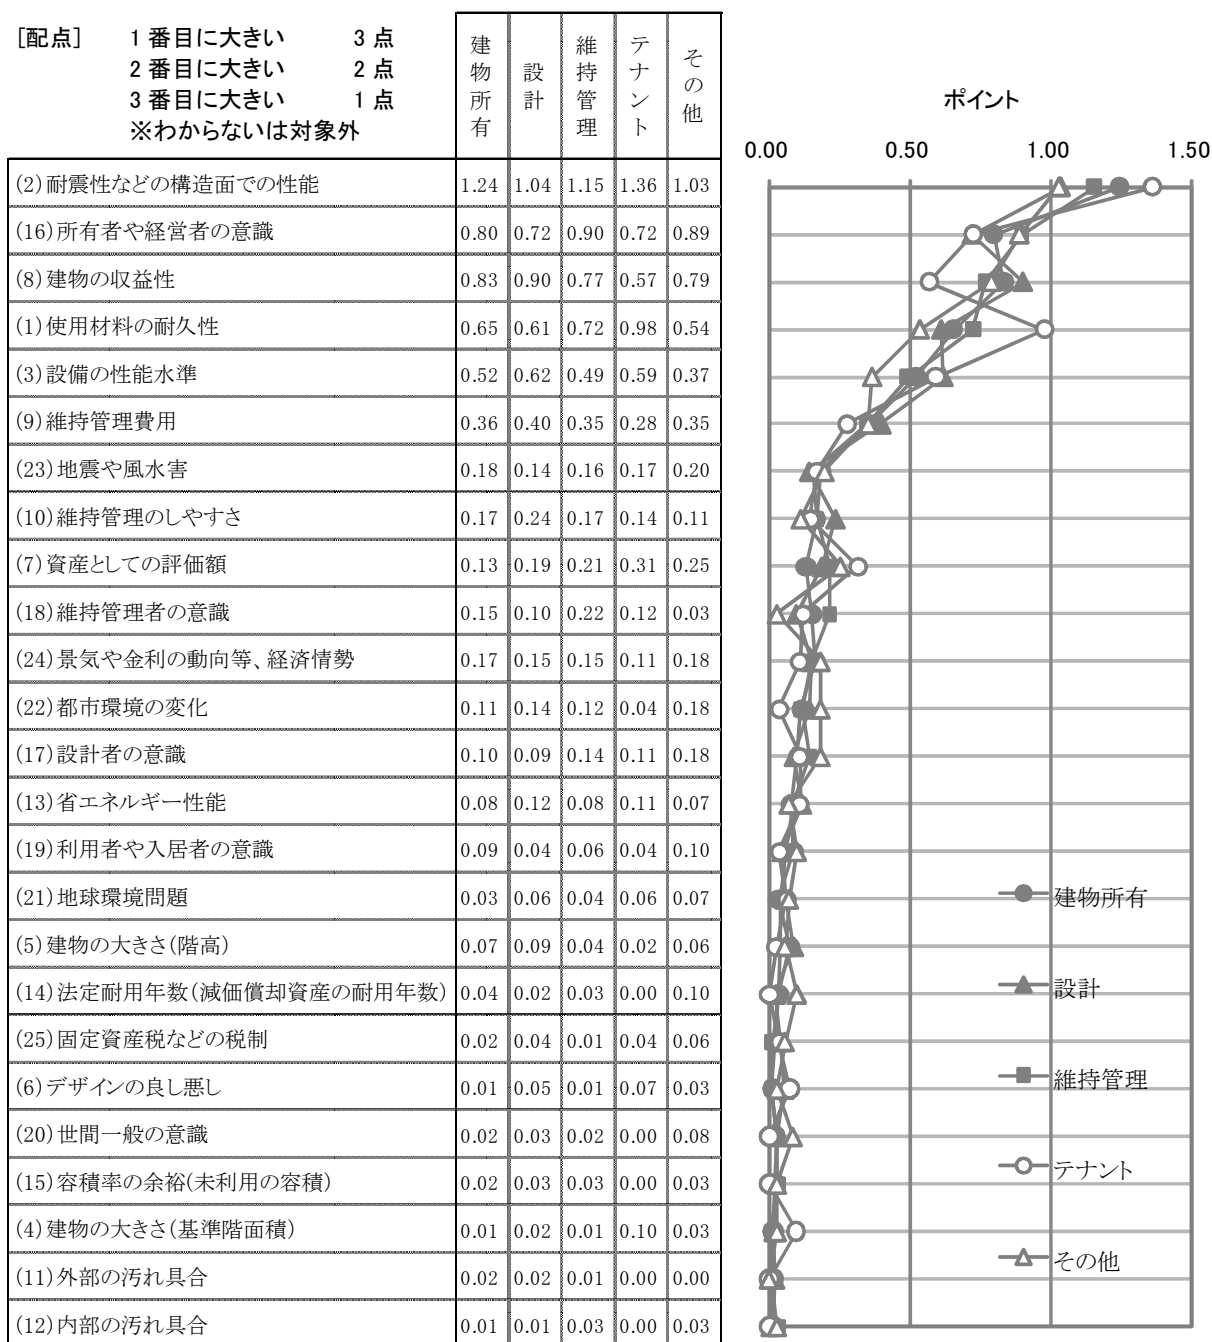 [配点] 1番目に大きい 3点
2番目に大きい 2点
3番目に大きい 1点
※わからないは対象外
建物所有 設計 維持管理 テナント その他
ポイント
0.00 0.50 1.00 1.50
(2)耐震性などの構造面での性能 1.24 1.04 1.15 1.36 1.03
(16)所有者や経営者の意識 0.80 0.72 0.90 0.72 0.89
(8)建物の収益性 0.83 0.90 0.77 0.57 0.79
(1)使用材料の耐久性 0.65 0.61 0.72 0.98 0.54
(3)設備の性能水準 0.52 0.62 0.49 0.59 0.37
(9)維持管理費用 0.36 0.40 0.35 0.28 0.35
(23)地震や風水害 0.18 0.14 0.16 0.17 0.20
(10)維持管理のしやすさ 0.17 0.24 0.17 0.14 0.11
(7)資産としての評価額 0.13 0.19 0.21 0.31 0.25
(18)維持管理者の意識 0.15 0.10 0.22 0.12 0.03
(24)景気や金利の動向等、経済情勢 0.17 0.15 0.15 0.11 0.18
(22)都市環境の変化 0.11 0.14 0.12 0.04 0.18
(17)設計者の意識 0.10 0.09 0.14 0.11 0.18
(13)省エネルギー性能 0.08 0.12 0.08 0.11 0.07
(19)利用者や入居者の意識 0.09 0.04 0.06 0.04 0.10
(21)地球環境問題 0.03 0.06 0.04 0.06 0.07
(5)建物の大きさ(階高) 0.07 0.09 0.04 0.02 0.06
(14)法定耐用年数(減価償却資産の耐用年数) 0.04 0.02 0.03 0.00 0.10
(25)固定資産税などの税制 0.02 0.04 0.01 0.04 0.06
(6)デザインの良し悪し 0.01 0.05 0.01 0.07 0.03
(20)世間一般の意識 0.02 0.03 0.02 0.00 0.08
(15)容積率の余裕(未利用の容積) 0.02 0.03 0.03 0.00 0.03
(4)建物の大きさ(基準階面積) 0.01 0.02 0.01 0.10 0.03
(11)外部の汚れ具合 0.02 0.02 0.01 0.00 0.00
(12)内部の汚れ具合 0.01 0.01 0.03 0.00 0.03
建物所有
設計
維持管理
テナント
その他